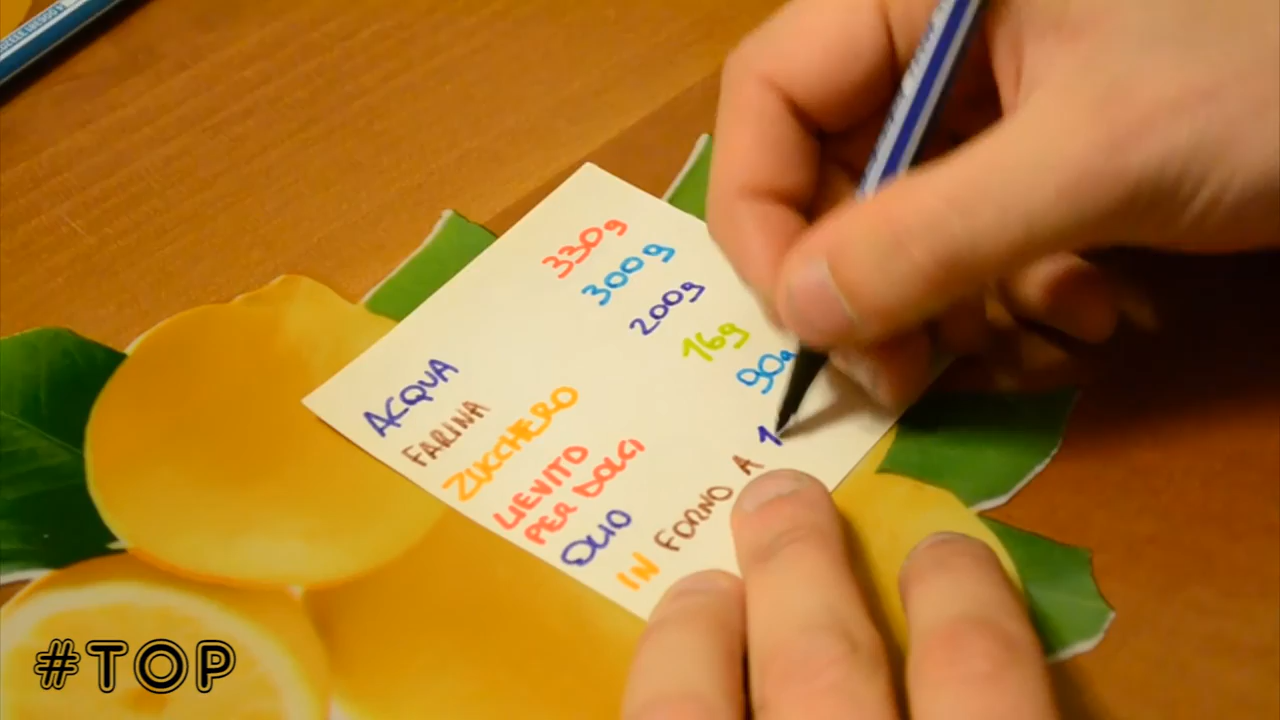 ACQUA 330g
FARINA 300g
ZUCCHERO 200g
LIEVITO
PER DOLCI 16g
OLIO 90g
IN FORNO A 1
#TOP